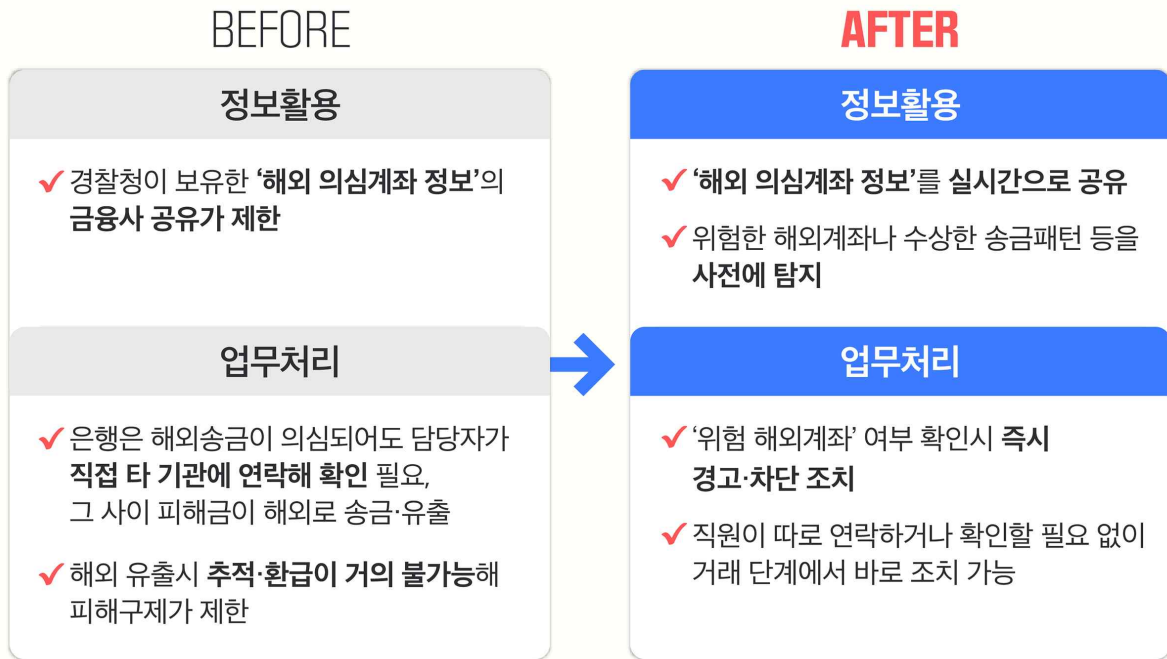 BEFORE
정보활용
경찰청이 보유한 ‘해외 의심계좌 정보’의
금융사 공유가 제한
업무처리
은행은 해외송금이 의심되어도 담당자가
직접 타 기관에 연락해 확인 필요,
그 사이 피해금이 해외로 송금·유출
해외 유출시 추적·환급이 거의 불가능해
피해구제가 제한
AFTER
정보활용
‘해외 의심계좌 정보’를 실시간으로 공유
위험한 해외계좌나 수상한 송금패턴 등을
사전에 탐지
업무처리
‘위험 해외계좌’ 여부 확인시 즉시
경고·차단 조치
직원이 따로 연락하거나 확인할 필요 없이
거래 단계에서 바로 조치 가능